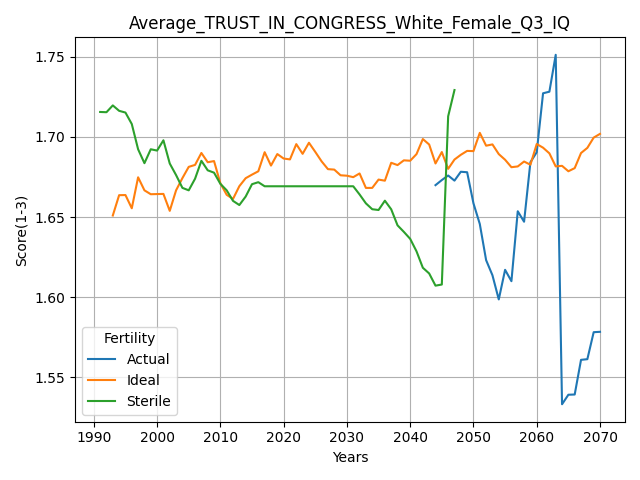 Average_TRUST_IN_CONGRESS_White_Female_Q3_IQ
Score(1-3)
1.75
1.70
1.65
1.60
1.55
Fertility
Actual
Ideal
Sterile
1990 2000 2010 2020 2030 2040 2050 2060 2070
Years